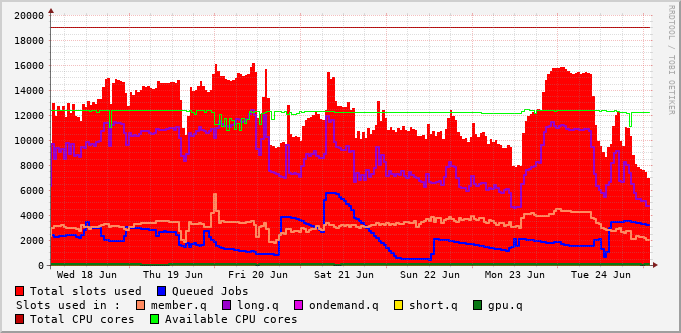 RRDTOOL / TOBI OETIKER
20000
18000
16000
14000
12000
10000
8000
6000
4000
2000
0
Wed 18 Jun Thu 19 Jun Fri 20 Jun Sat 21 Jun Sun 22 Jun Mon 23 Jun Tue 24 Jun
Total slots used Queued Jobs
Slots used in : member.q long.q ondemand.q short.q gpu.q
Total CPU cores Available CPU cores